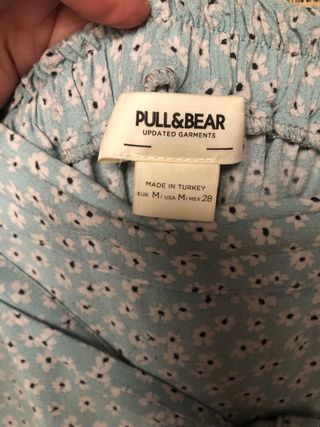 PULL&BEAR
UPDATED GARMENTS
MADE IN TURKEY
EUR M/ USA M/ MEX 28